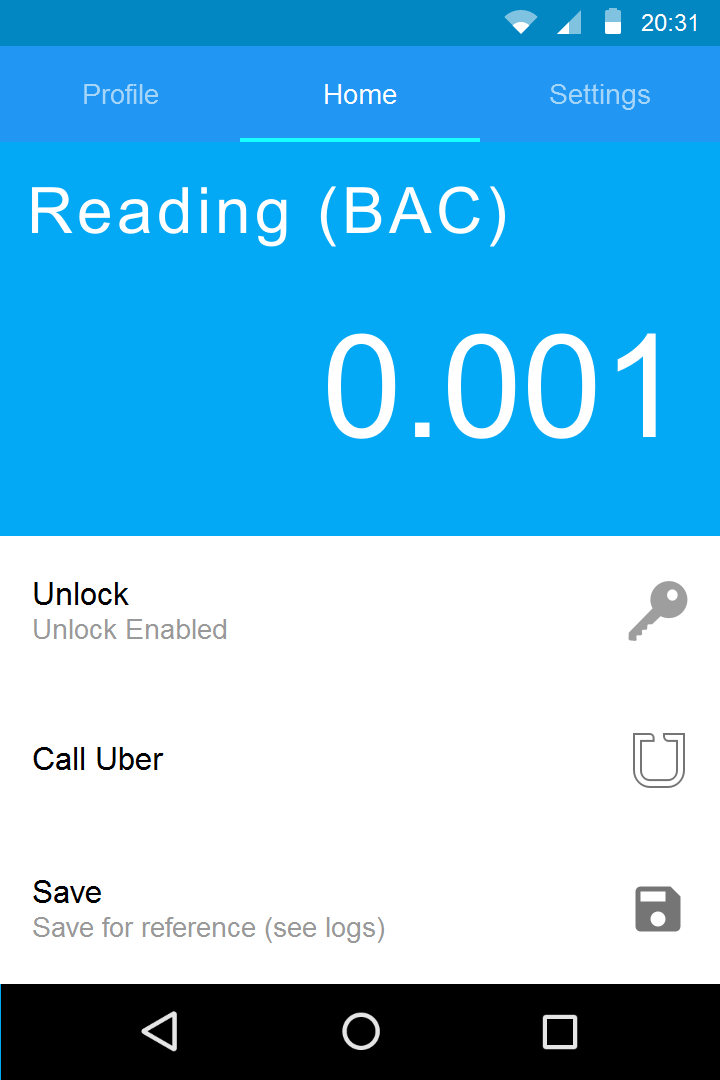 20:31
Profile Home Settings
Reading (BAC)
0.001
Unlock
Unlock Enabled
Call Uber
Save
Save for reference (see logs)